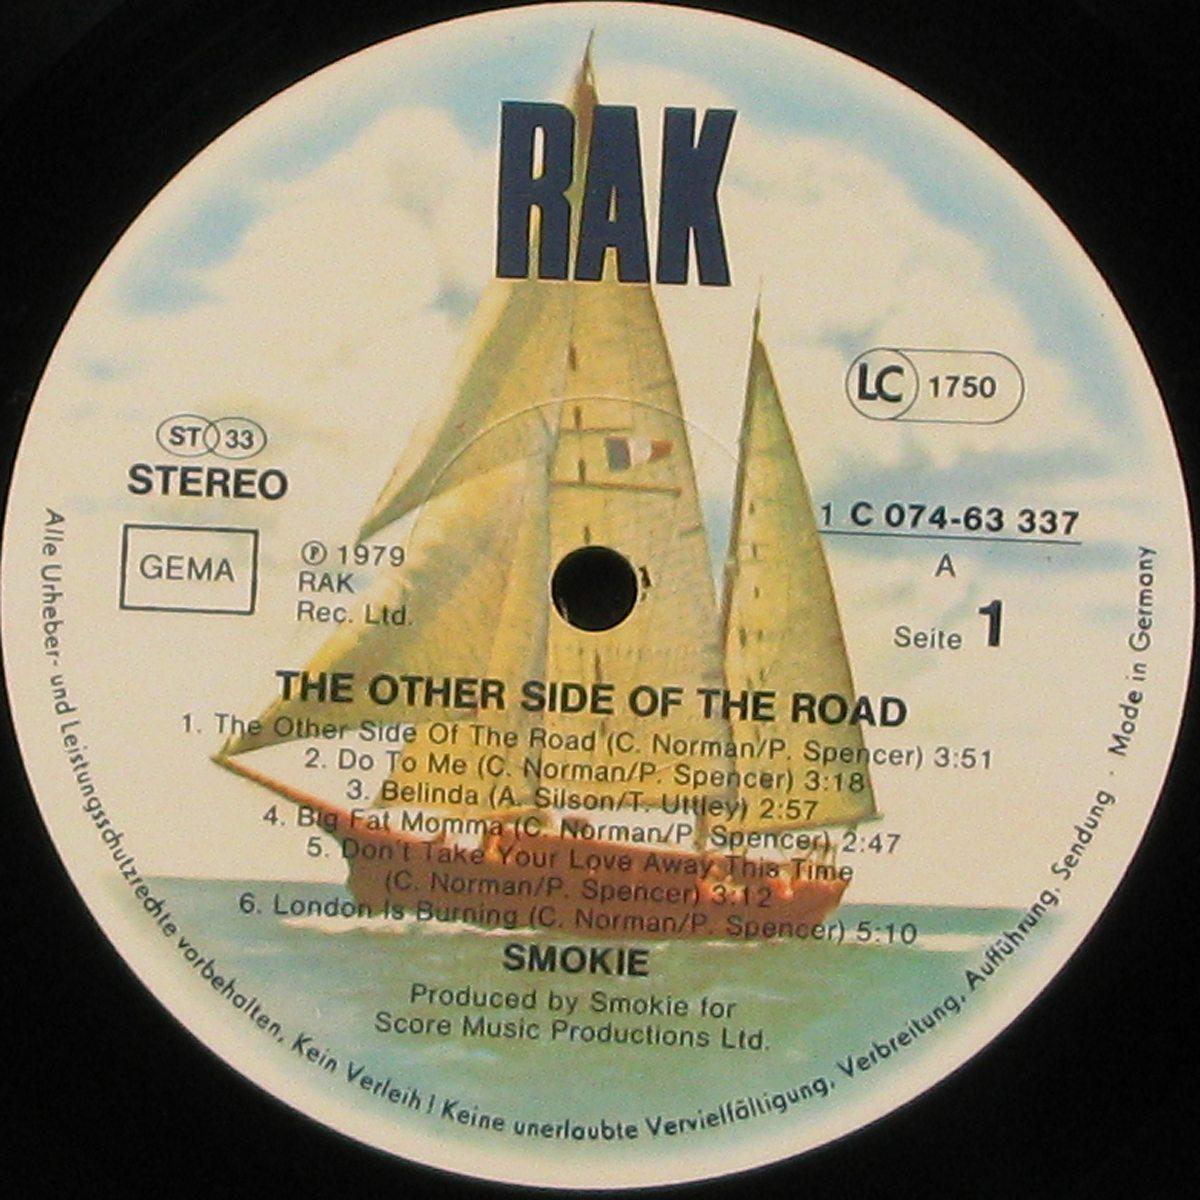 RAK
LC 1750
ST 33
STEREO
1 C 074-63 337
GEMA
℗ 1979
RAK
Rec. Ltd.
A
Seite 1
THE OTHER SIDE OF THE ROAD
1. The Other Side Of The Road (C. Norman/P. Spencer) 3:51
2. Do To Me (C. Norman/P. Spencer) 3:18
3. Belinda (A. Silson/T. Uttley) 2:57
4. Big Fat Momma (C. Norman/P. Spencer) 2:47
5. Don't Take Your Love Away This Time
(C. Norman/P. Spencer) 3:12
6. London Is Burning (C. Norman/P. Spencer) 5:10
SMOKIE
Produced by Smokie for
Score Music Productions Ltd.
Alle Urheber- und Leistungsschutzrechte vorbehalten, Kein Verleih! Keine unerlaubte Vervielfältigung, Verbreitung, Aufführung, Sendung · Made in Germany